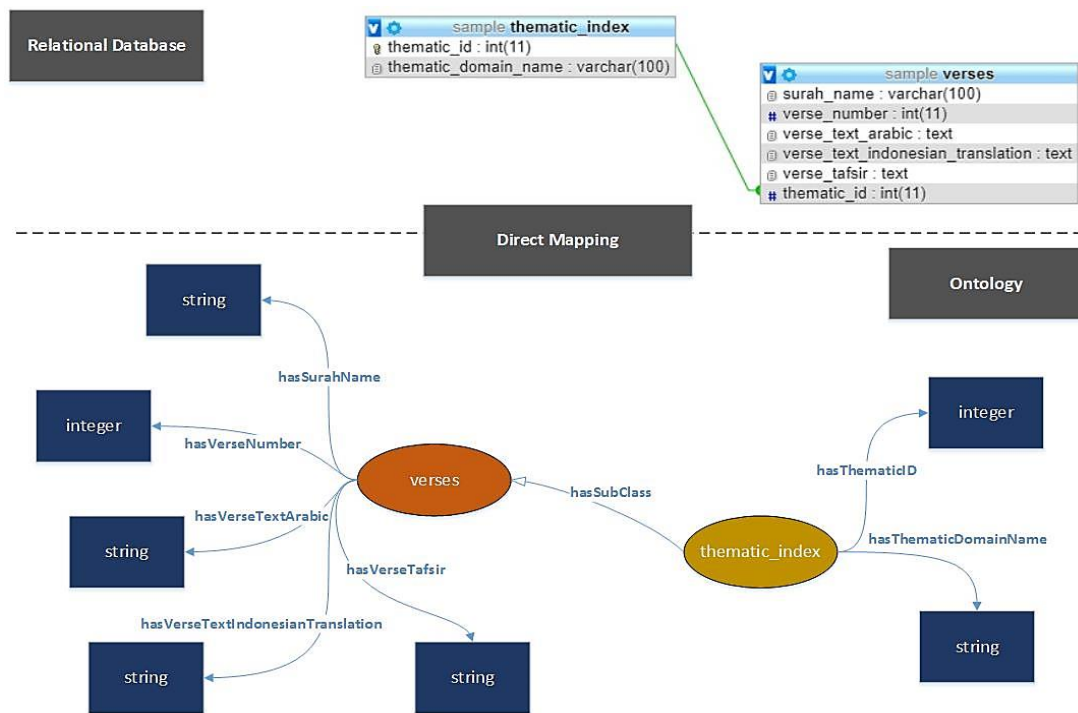 Relational Database
sample thematic_index
thematic_id : int(11)
thematic_domain_name : varchar(100)
sample verses
surah_name : varchar(100)
# verse_number : int(11)
verse_text_arabic : text
verse_text_indonesian_translation : text
verse_tafsir : text
# thematic_id : int(11)
Direct Mapping
Ontology
string
hasSurahName
integer
integer
hasVerseNumber
hasThematicID
verses
hasSubClass
hasVerseTextArabic
hasThematicDomainName
string
thematic_index
hasVerseTafsir
hasVerseTextIndonesianTranslation
string
string
string